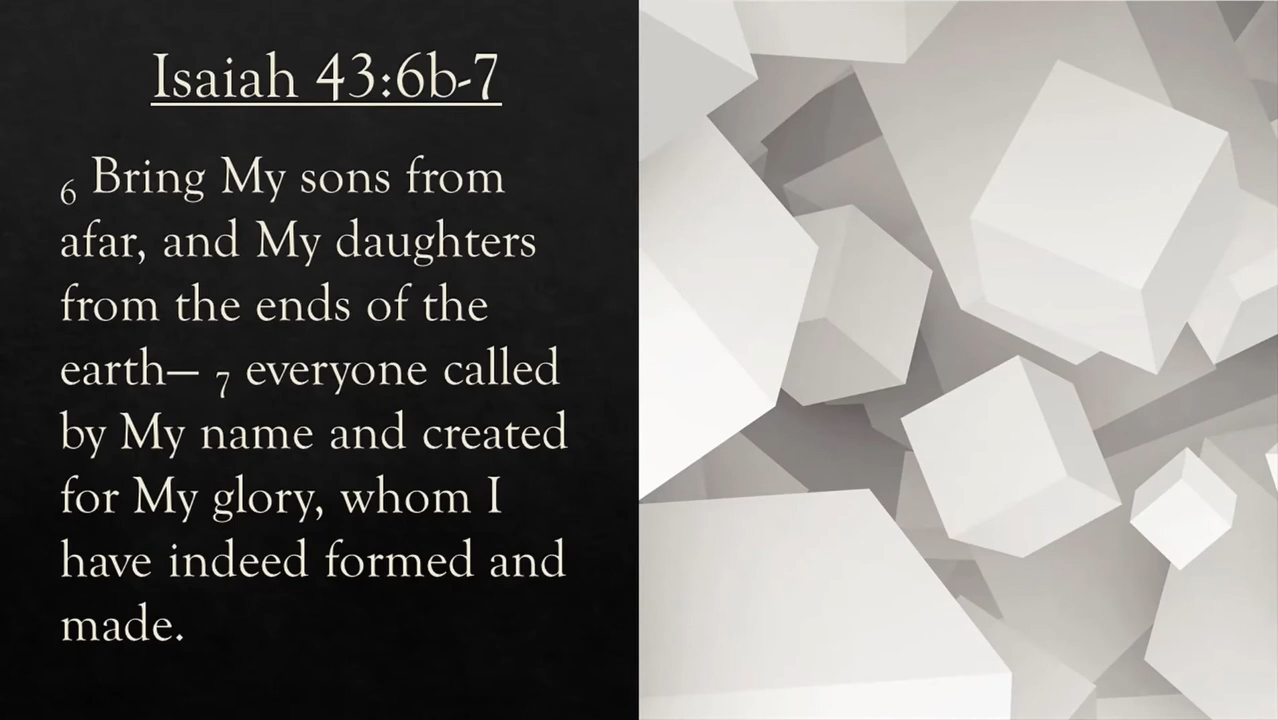 Isaiah 43:6b-7
6 Bring My sons from
afar, and My daughters
from the ends of the
earth— 7 everyone called
by My name and created
for My glory, whom I
have indeed formed and
made.